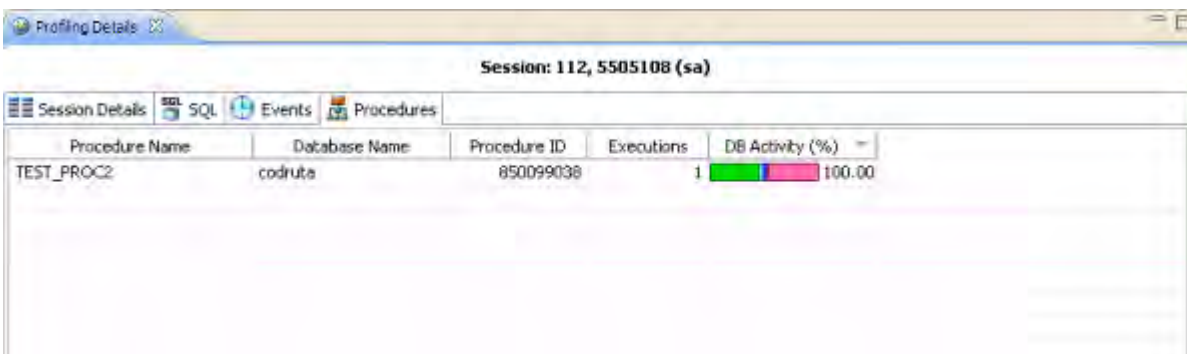 Profiling Details
Session: 112, 5505108 (sa)
Session Details SQL Events Procedures
Procedure Name Database Name Procedure ID Executions DB Activity (%)
TEST_PROC2 codruta 850099038 1 100.00